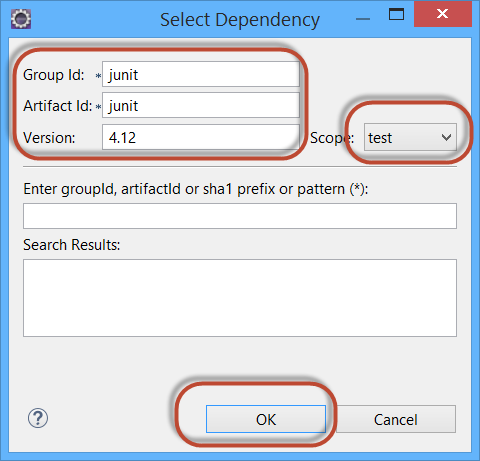 Select Dependency
Group Id: * junit
Artifact Id: * junit
Version: 4.12 Scope: test
Enter groupId, artifactId or sha1 prefix or pattern (*):
Search Results:
? OK Cancel